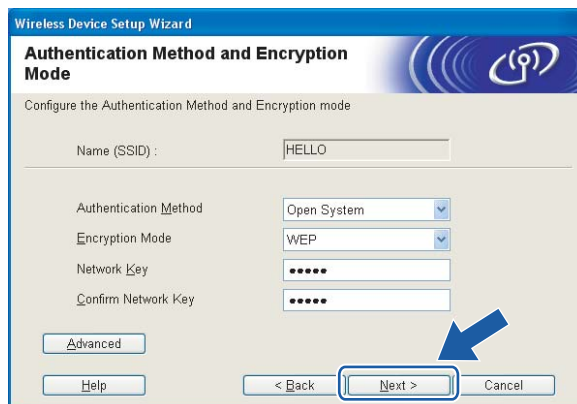 Wireless Device Setup Wizard
Authentication Method and Encryption
Mode
Configure the Authentication Method and Encryption mode
Name (SSID) : HELLO
Authentication Method Open System
Encryption Mode WEP
Network Key •••••
Confirm Network Key •••••
Advanced
Help < Back Next > Cancel